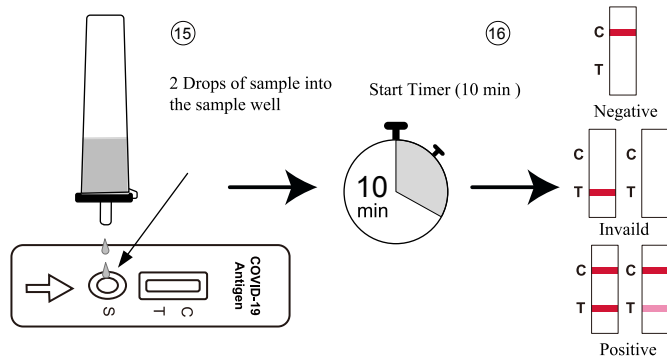 15
2 Drops of sample into
the sample well
S
T
C
COVID-19
Antigen
16
Start Timer (10 min )
10
min
C
T
Negative
C
C
T
T
Invaild
C
C
T
T
Positive